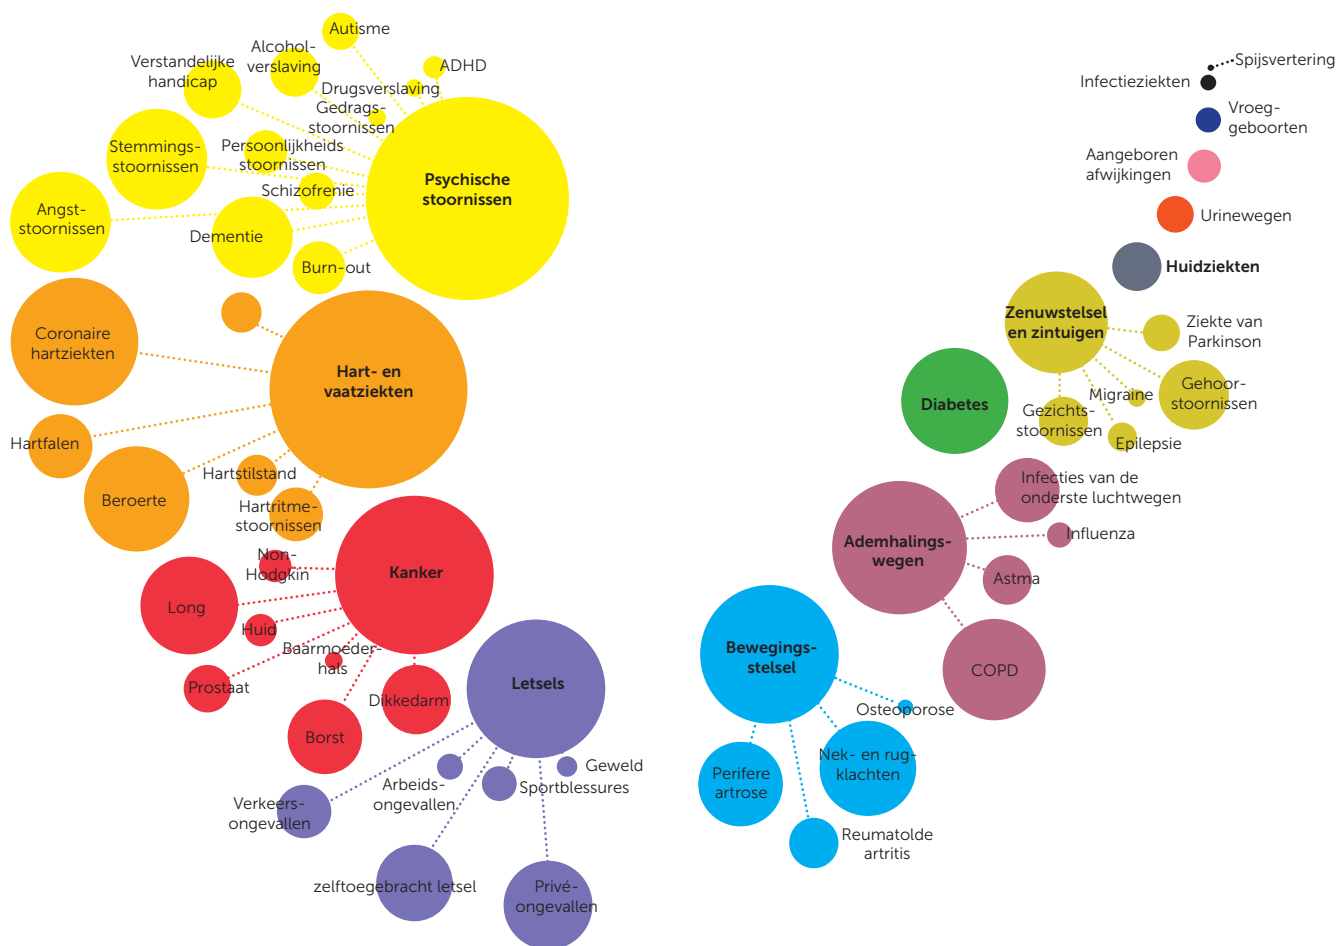 Autisme
Alcohol-
verslaving
ADHD
Verstandelijke
handicap
Drugsverslaving
Gedrags-
stoornissen
Stemmings-
stoornissen
Persoonlijkheids
stoornissen
Psychische
stoornissen
Schizofrenie
Angst-
stoornissen
Dementie
Burn-out
Coronaire
hartziekten
Hart- en
vaatziekten
Hartfalen
Hartstilstand
Beroerte
Hartritme-
stoornissen
Non-
Hodgkin
Kanker
Long
Huid
Baarmoeder-
hals
Prostaat
Dikkedarm
Borst
Letsels
Geweld
Arbeids-
ongevallen
Sportblessures
Verkeers-
ongevallen
zelftoegebracht letsel
Privé-
ongevallen
Spijsvertering
Infectieziekten
Vroeg-
geboorten
Aangeboren
afwijkingen
Urinewegen
Huidziekten
Zenuwstelsel
en zintuigen
Ziekte van
Parkinson
Gehoor-
stoornissen
Migraine
Diabetes
Gezichts-
stoornissen
Epilepsie
Infecties van de
onderste luchtwegen
Influenza
Ademhalings-
wegen
Astma
COPD
Bewegings-
stelsel
Osteoporose
Nek- en rug-
klachten
Perifere
artrose
Reumatolde
artritis